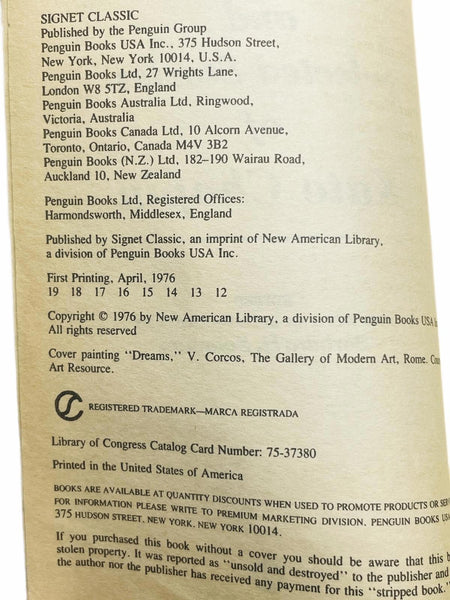 SIGNET CLASSIC
Published by the Penguin Group
Penguin Books USA Inc., 375 Hudson Street,
New York, New York 10014, U.S.A.
Penguin Books Ltd, 27 Wrights Lane,
London W8 5TZ, England
Penguin Books Australia Ltd, Ringwood,
Victoria, Australia
Penguin Books Canada Ltd, 10 Alcorn Avenue,
Toronto, Ontario, Canada M4V 3B2
Penguin Books (N.Z.) Ltd, 182–190 Wairau Road,
Auckland 10, New Zealand
Penguin Books Ltd, Registered Offices:
Harmondsworth, Middlesex, England
Published by Signet Classic, an imprint of New American Library,
a division of Penguin Books USA Inc.
First Printing, April, 1976
19 18 17 16 15 14 13 12
Copyright © 1976 by New American Library, a division of Penguin Books USA
All rights reserved
Cover painting "Dreams," V. Corcos, The Gallery of Modern Art, Rome.
Art Resource.
REGISTERED TRADEMARK—MARCA REGISTRADA
Library of Congress Catalog Card Number: 75-37380
Printed in the United States of America
BOOKS ARE AVAILABLE AT QUANTITY DISCOUNTS WHEN USED TO PROMOTE PRODUCTS OR
FOR INFORMATION PLEASE WRITE TO PREMIUM MARKETING DIVISION. PENGUIN BOOKS
375 HUDSON STREET, NEW YORK, NEW YORK 10014.
If you purchased this book without a cover you should be aware that this
stolen property. It was reported as "unsold and destroyed" to the publisher and
the author nor the publisher has received any payment for this "stripped book."